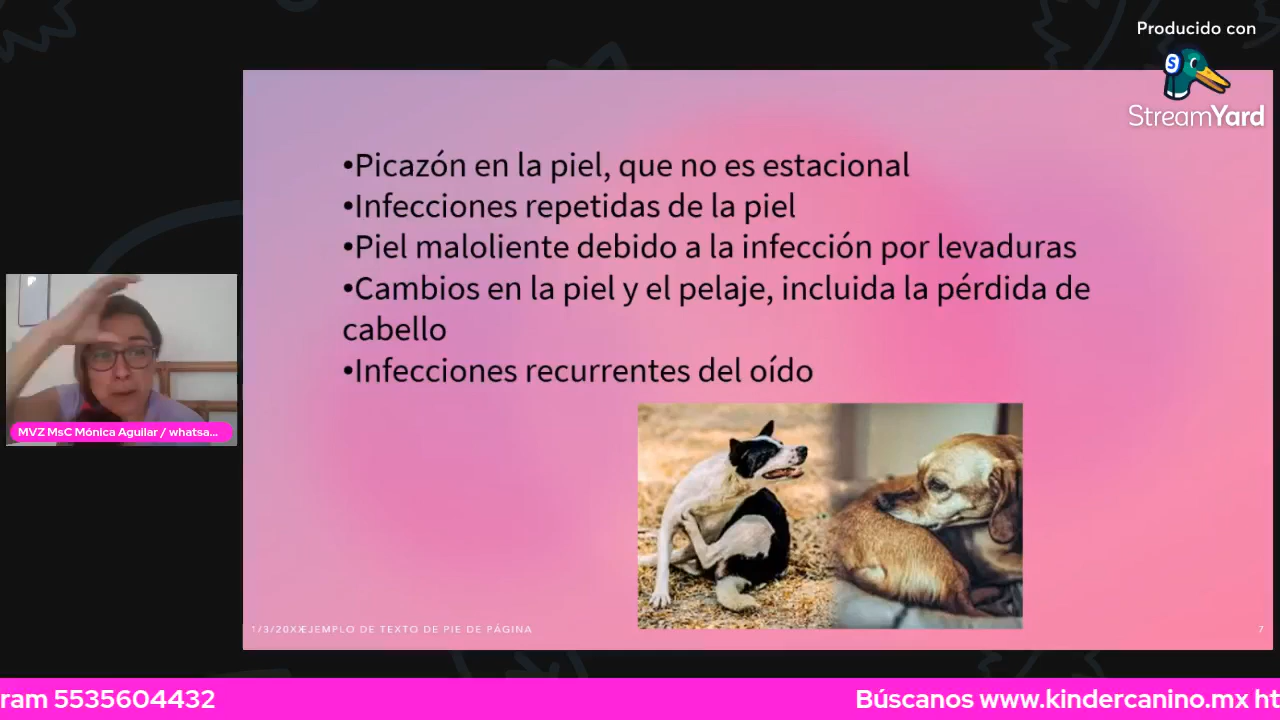 Producido con
StreamYard
•Picazón en la piel, que no es estacional
•Infecciones repetidas de la piel
•Piel maloliente debido a la infección por levaduras
•Cambios en la piel y el pelaje, incluida la pérdida de
cabello
•Infecciones recurrentes del oído
MVZ MsC Mónica Aguilar / whatsa...
1/3/20XX
EJEMPLO DE TEXTO DE PIE DE PÁGINA
7
ram 5535604432
Búscanos www.kindercanino.mx ht